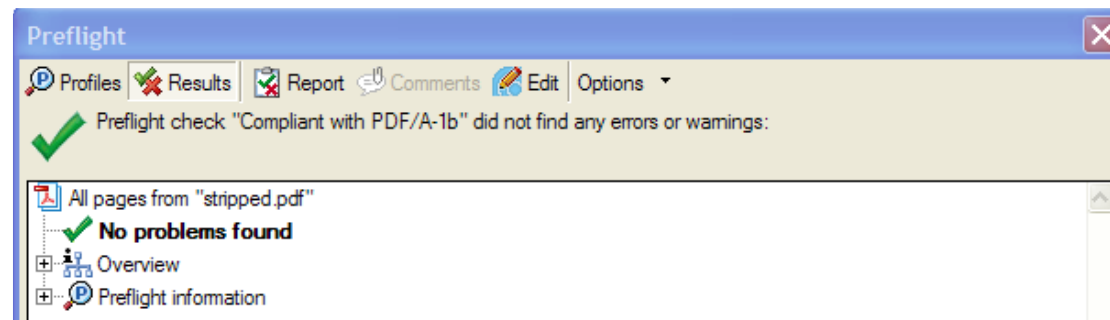 Preflight
Profiles Results Report Comments Edit Options
Preflight check "Compliant with PDF/A-1b" did not find any errors or warnings:
All pages from "stripped.pdf"
No problems found
Overview
Preflight information